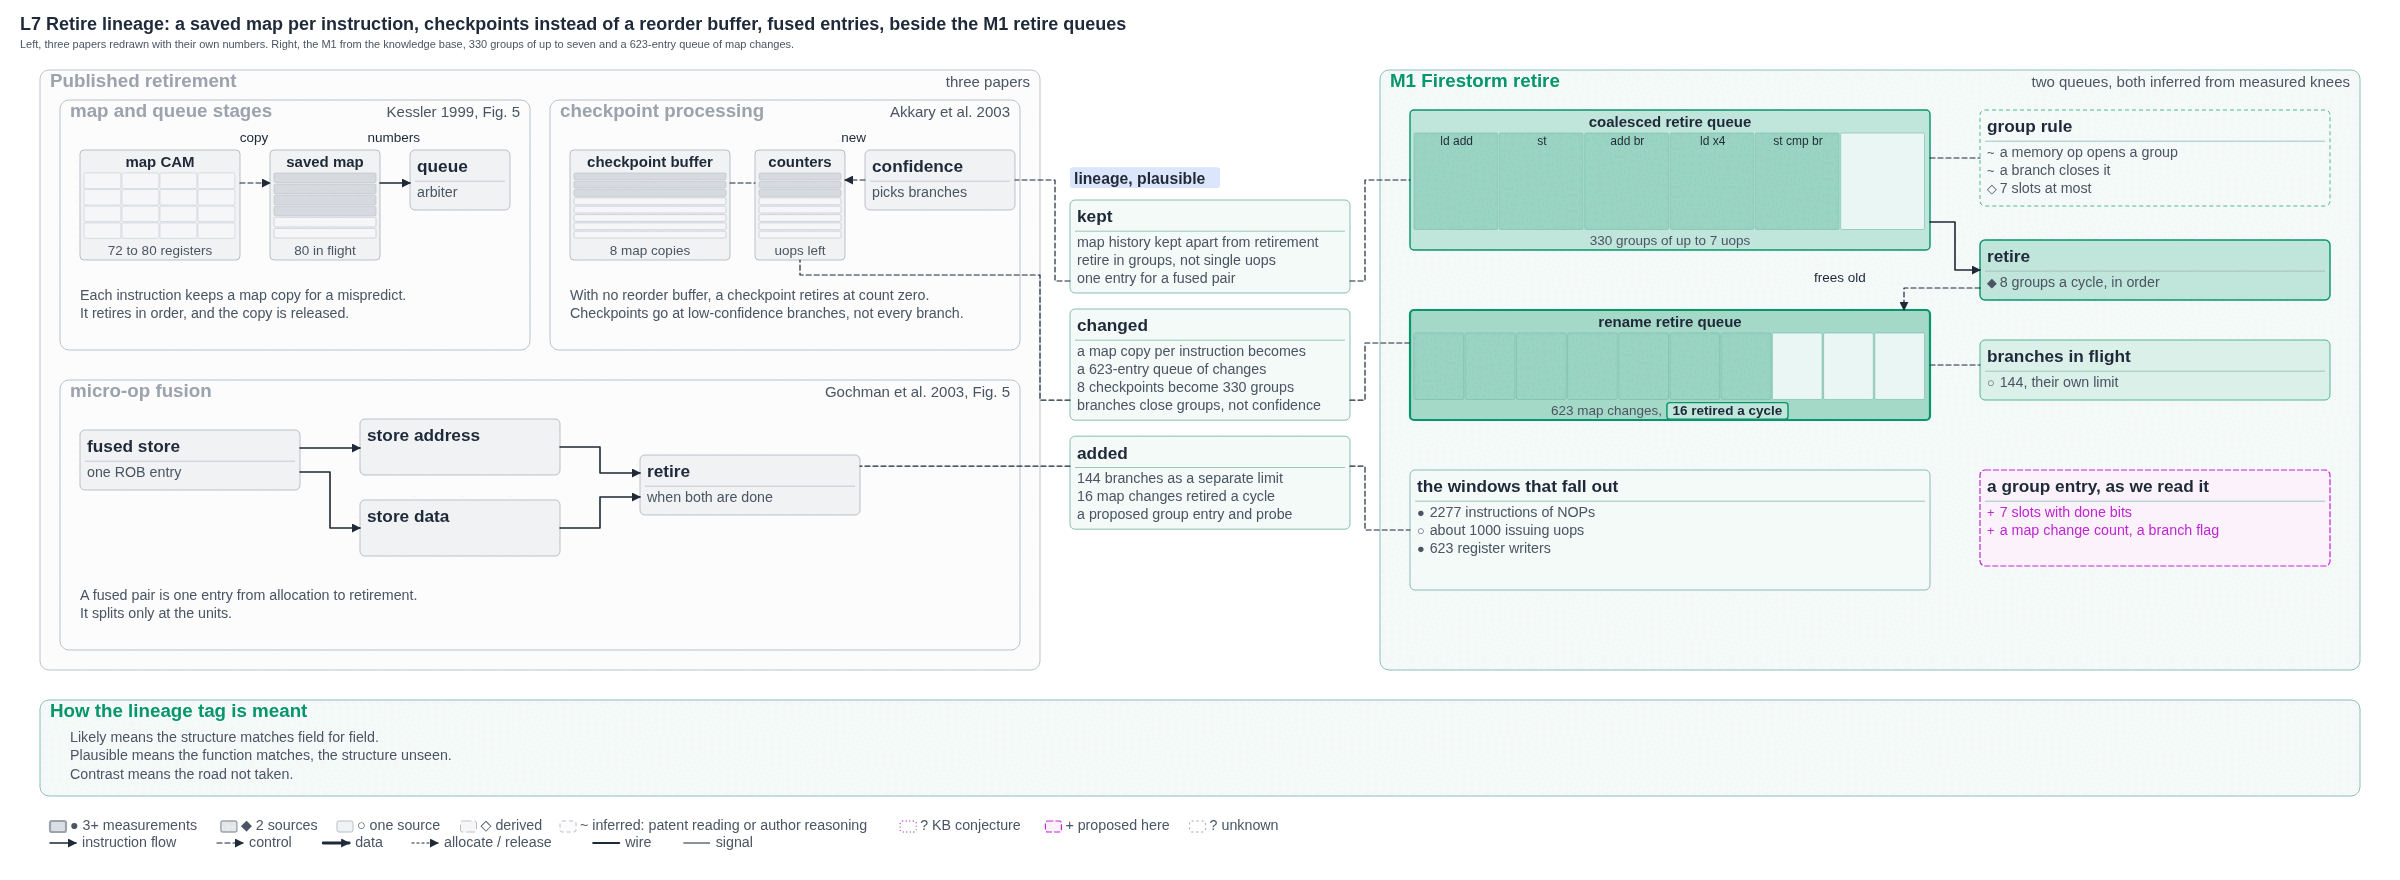 L7 Retire lineage: a saved map per instruction, checkpoints instead of a reorder buffer, fused entries, beside the M1 retire queues
Left, three papers redrawn with their own numbers. Right, the M1 from the knowledge base, 330 groups of up to seven and a 623-entry queue of map changes.
Published retirement
three papers
map and queue stages
Kessler 1999, Fig. 5
copy
numbers
map CAM
72 to 80 registers
saved map
80 in flight
queue
arbiter
Each instruction keeps a map copy for a mispredict.
It retires in order, and the copy is released.
checkpoint processing
Akkary et al. 2003
new
checkpoint buffer
8 map copies
counters
uops left
confidence
picks branches
With no reorder buffer, a checkpoint retires at count zero.
Checkpoints go at low-confidence branches, not every branch.
micro-op fusion
Gochman et al. 2003, Fig. 5
fused store
one ROB entry
store address
store data
retire
when both are done
A fused pair is one entry from allocation to retirement.
It splits only at the units.
lineage, plausible
kept
map history kept apart from retirement
retire in groups, not single uops
one entry for a fused pair
changed
a map copy per instruction becomes
a 623-entry queue of changes
8 checkpoints become 330 groups
branches close groups, not confidence
added
144 branches as a separate limit
16 map changes retired a cycle
a proposed group entry and probe
M1 Firestorm retire
two queues, both inferred from measured knees
coalesced retire queue
ld add
st
add br
ld x4
st cmp br
330 groups of up to 7 uops
group rule
~ a memory op opens a group
~ a branch closes it
◇ 7 slots at most
retire
◆ 8 groups a cycle, in order
frees old
rename retire queue
623 map changes, 16 retired a cycle
branches in flight
○ 144, their own limit
the windows that fall out
● 2277 instructions of NOPs
○ about 1000 issuing uops
● 623 register writers
a group entry, as we read it
+ 7 slots with done bits
+ a map change count, a branch flag
How the lineage tag is meant
Likely means the structure matches field for field.
Plausible means the function matches, the structure unseen.
Contrast means the road not taken.
● 3+ measurements ◆ 2 sources ○ one source ◇ derived ~ inferred: patent reading or author reasoning ? KB conjecture + proposed here ? unknown
instruction flow control data allocate / release wire signal